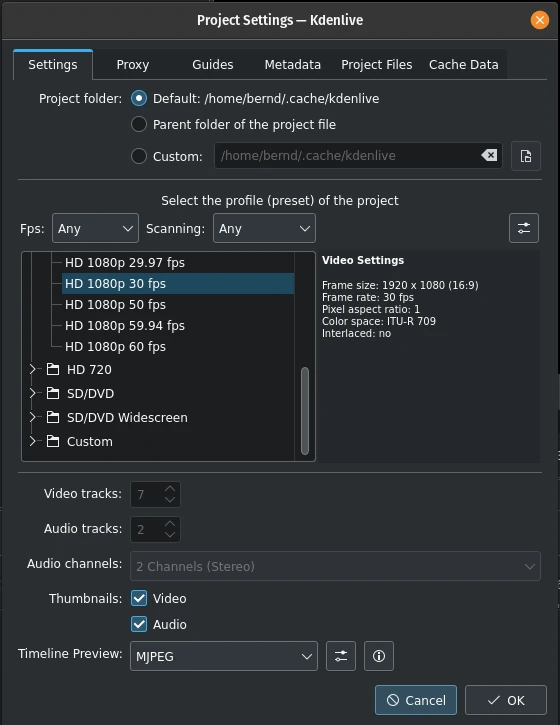 Project Settings — Kdenlive
Settings Proxy Guides Metadata Project Files Cache Data
Project folder: Default: /home/bernd/.cache/kdenlive
Parent folder of the project file
Custom: /home/bernd/.cache/kdenlive
Select the profile (preset) of the project
Fps: Any Scanning: Any
HD 1080p 29.97 fps
HD 1080p 30 fps
HD 1080p 50 fps
HD 1080p 59.94 fps
HD 1080p 60 fps
HD 720
SD/DVD
SD/DVD Widescreen
Custom
Video Settings
Frame size: 1920 x 1080 (16:9)
Frame rate: 30 fps
Pixel aspect ratio: 1
Color space: ITU-R 709
Interlaced: no
Video tracks: 7
Audio tracks: 2
Audio channels: 2 Channels (Stereo)
Thumbnails: Video
Audio
Timeline Preview: MJPEG
Cancel OK